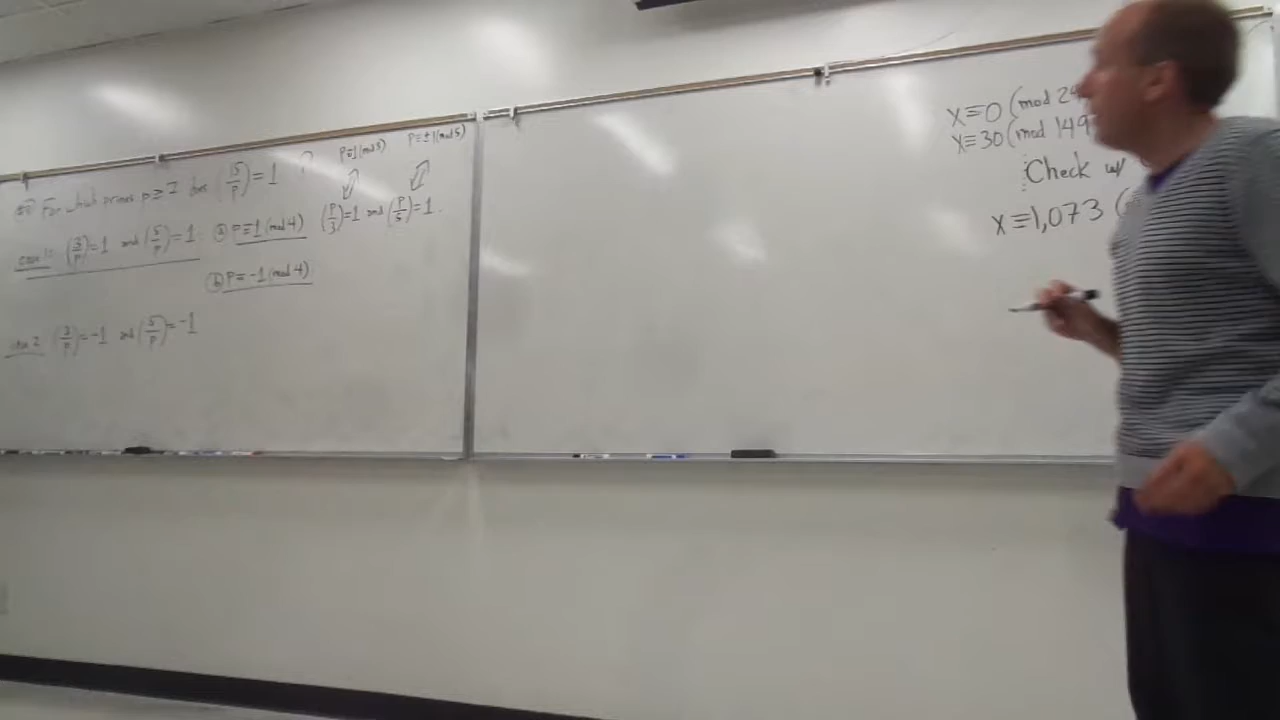 For which primes p ≥ 7 does (15/p) = 1 ?
P≡1(mod 3) P≡±1(mod 5)
case 1: (3/p)=1 and (5/p)=1: ⓐ P≡1 (mod 4) (P/3)=1 and (P/5)=1.
ⓑ P≡-1 (mod 4)
case 2 (3/p)=-1 and (5/p)=-1
X≡0 (mod 2
X≡30 (mod 149
Check w/
X≡1,073 (